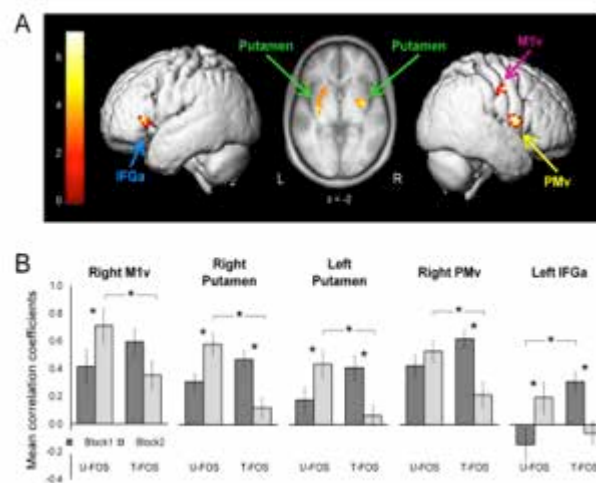 A
Putamen
Putamen
M1v
IFGa
PMv
L
R
B
Right M1v
Right
Putamen
Left
Putamen
Right PMv
Left IFGa
Mean correlation coefficients
1.0
0.8
0.6
0.4
0.2
0.0
-0.2
-0.4
* * * * * * * * * * * * *
Block1 Block2
U-FOS T-FOS U-FOS T-FOS U-FOS T-FOS U-FOS T-FOS U-FOS T-FOS